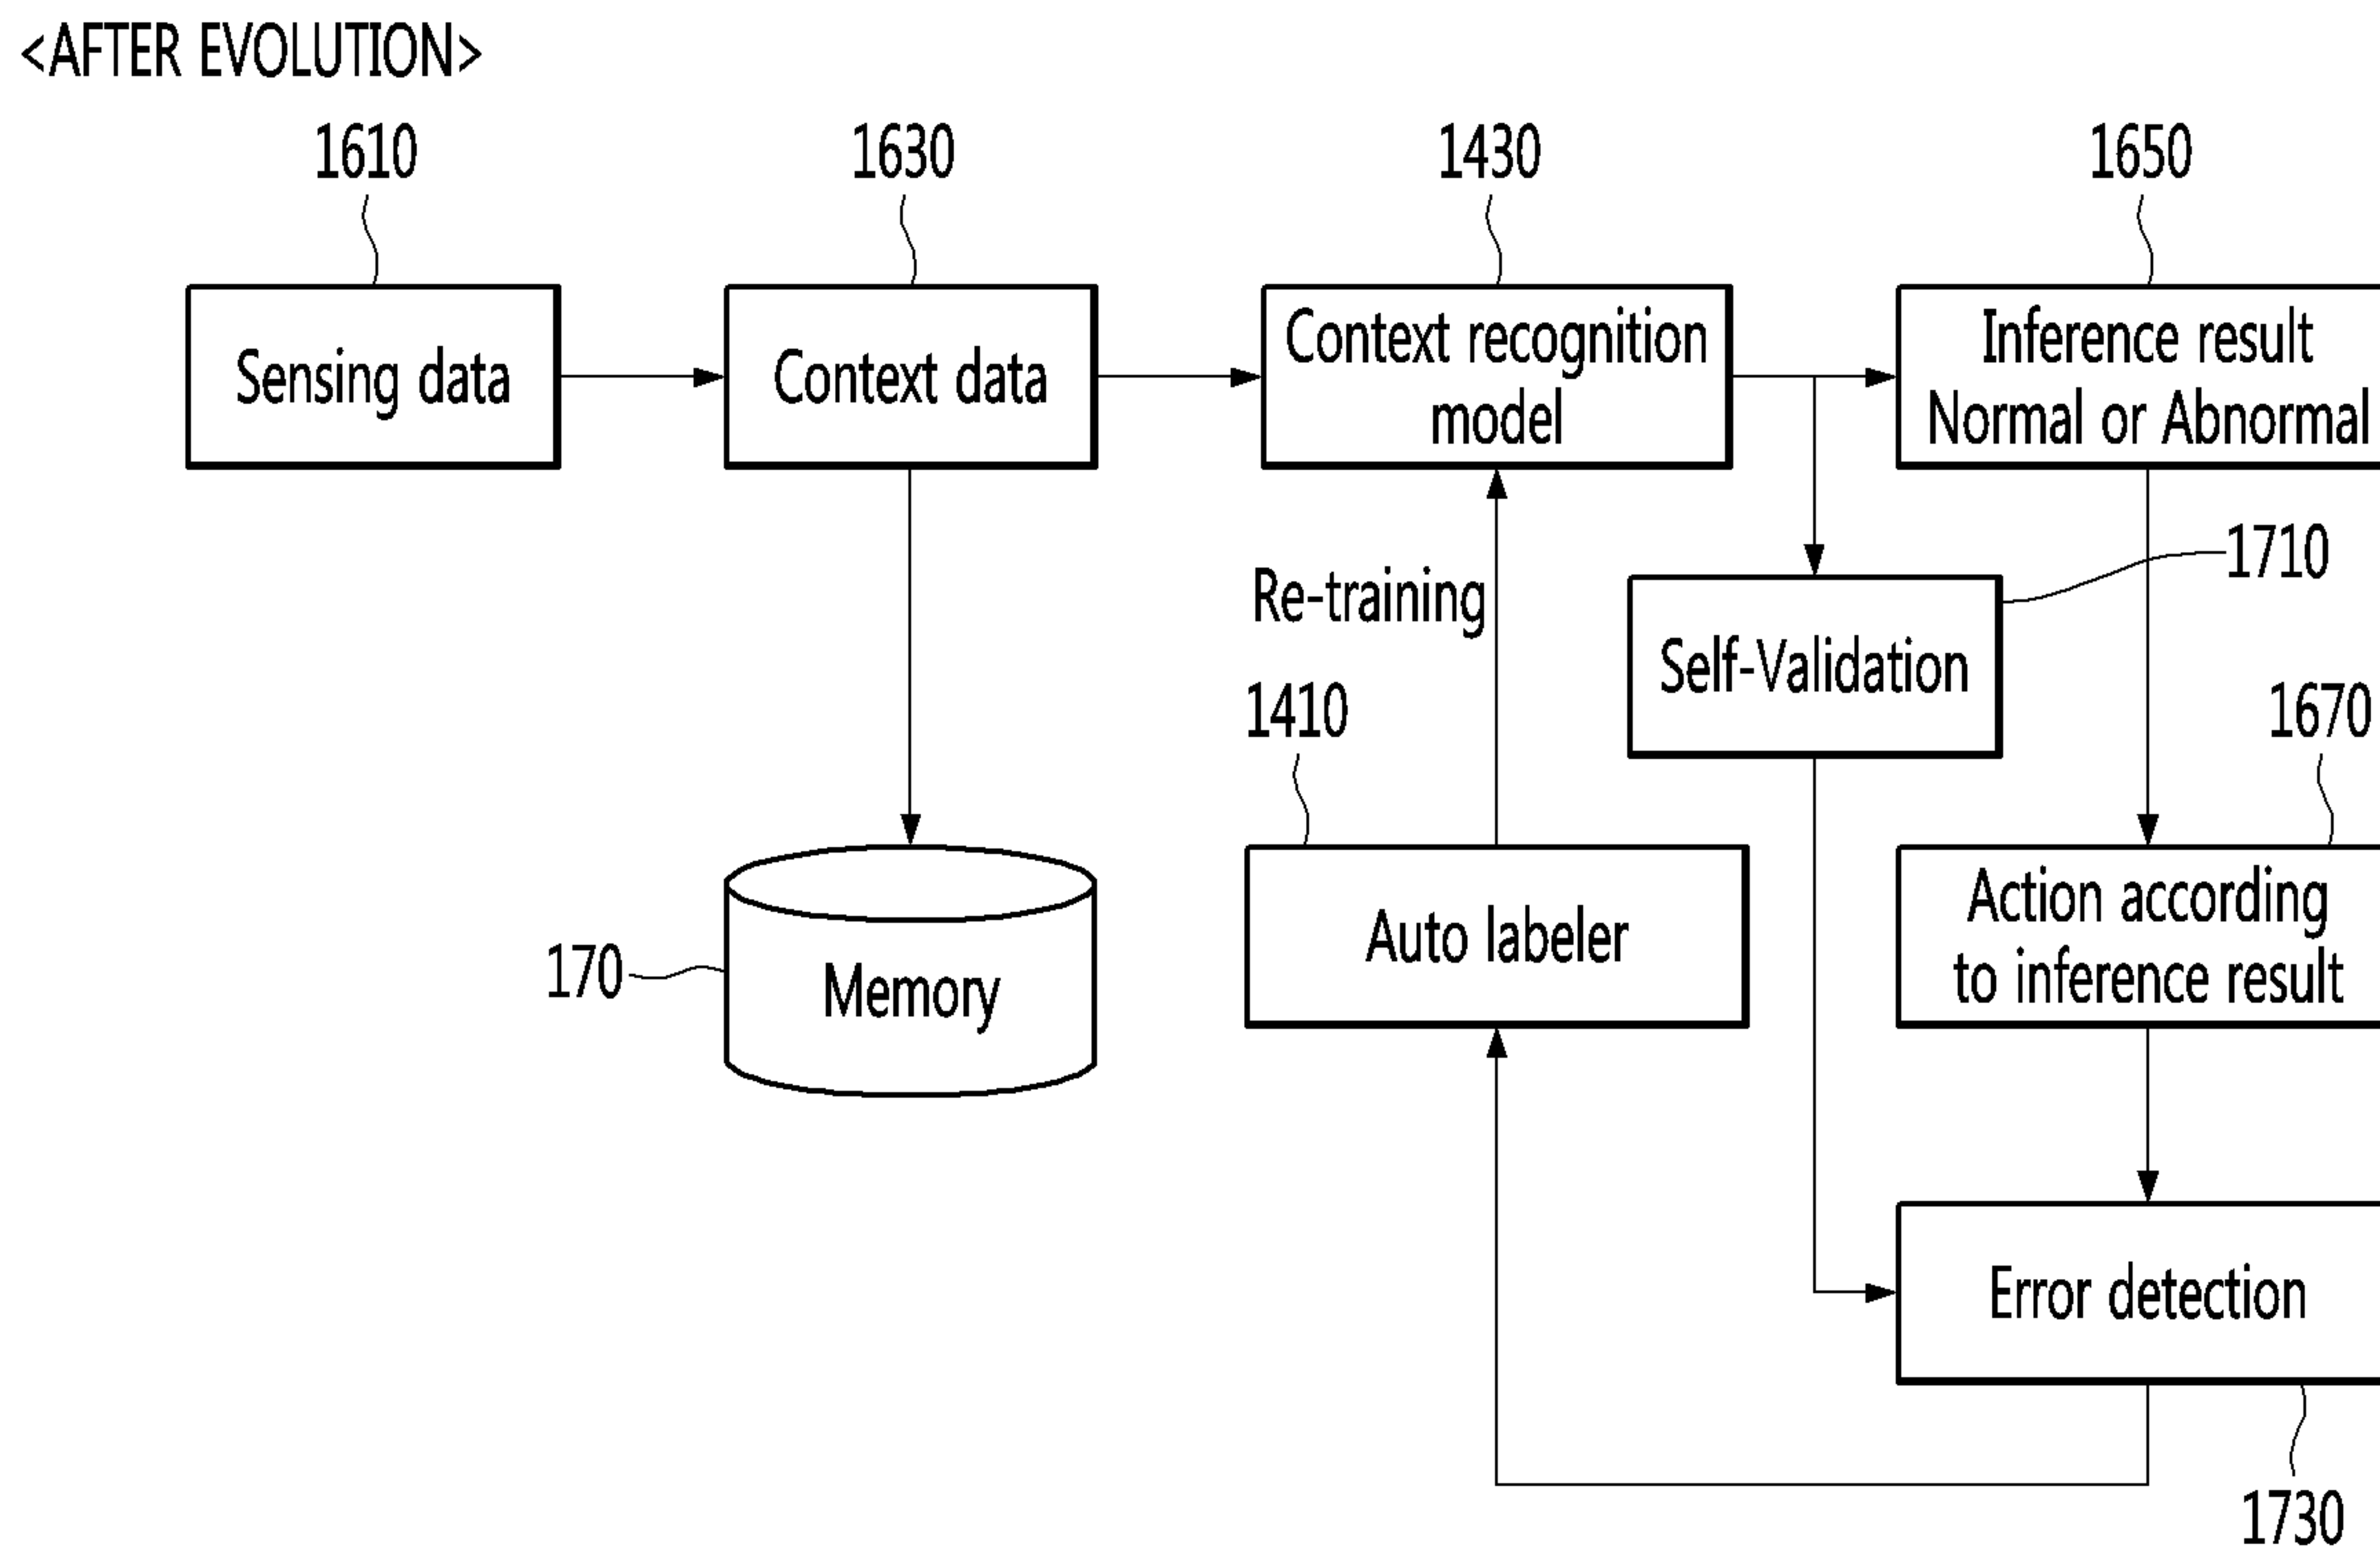 <AFTER EVOLUTION>
1610
1630
1430
1650
Sensing data
Context data
Context recognition
model
Inference result
Normal or Abnormal
1710
Re-training
Self-Validation
1410
1670
Auto labeler
Action according
to inference result
170
Memory
Error detection
1730